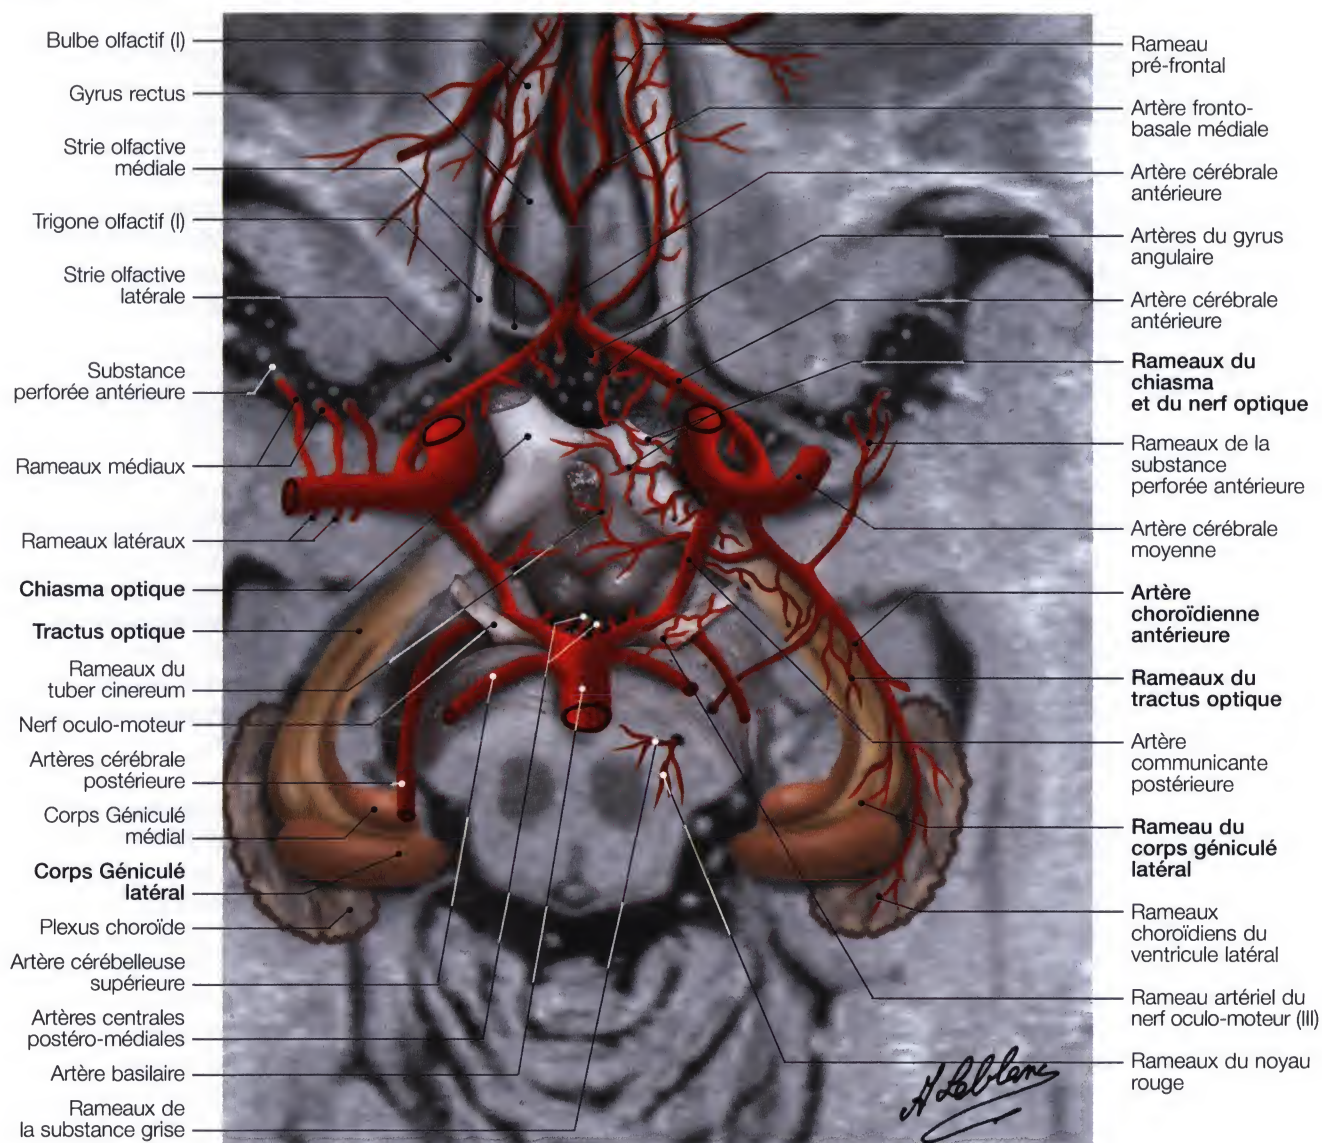 Bulbe olfactif (I)
Gyrus rectus
Strie olfactive
médiale
Trigone olfactif (I)
Strie olfactive
latérale
Substance
perforée antérieure
Rameaux médiaux
Rameaux latéraux
Chiasma optique
Tractus optique
Rameaux du
tuber cinereum
Nerf oculo-moteur
Artères cérébrale
postérieure
Corps Géniculé
médial
Corps Géniculé
latéral
Plexus choroïde
Artère cérébelleuse
supérieure
Artères centrales
postéro-médiales
Artère basilaire
Rameaux de
la substance grise
Rameau
pré-frontal
Artère fronto-
basale médiale
Artère cérébrale
antérieure
Artères du gyrus
angulaire
Artère cérébrale
antérieure
Rameaux du
chiasma
et du nerf optique
Rameaux de la
substance
perforée antérieure
Artère cérébrale
moyenne
Artère
choroïdienne
antérieure
Rameaux du
tractus optique
Artère
communicante
postérieure
Rameau du
corps géniculé
latéral
Rameaux
choroïdiens du
ventricule latéral
Rameau artériel du
nerf oculo-moteur (III)
Rameaux du noyau
rouge
A Leblanc